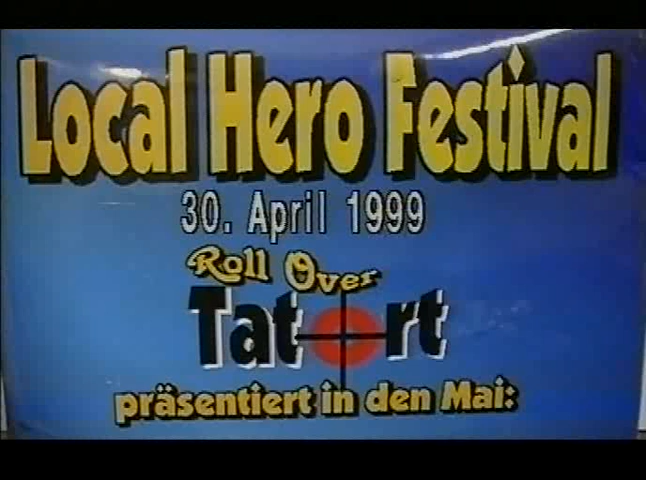 Local Hero Festival
30. April 1999
Roll Over
Tatort
präsentiert in den Mai: